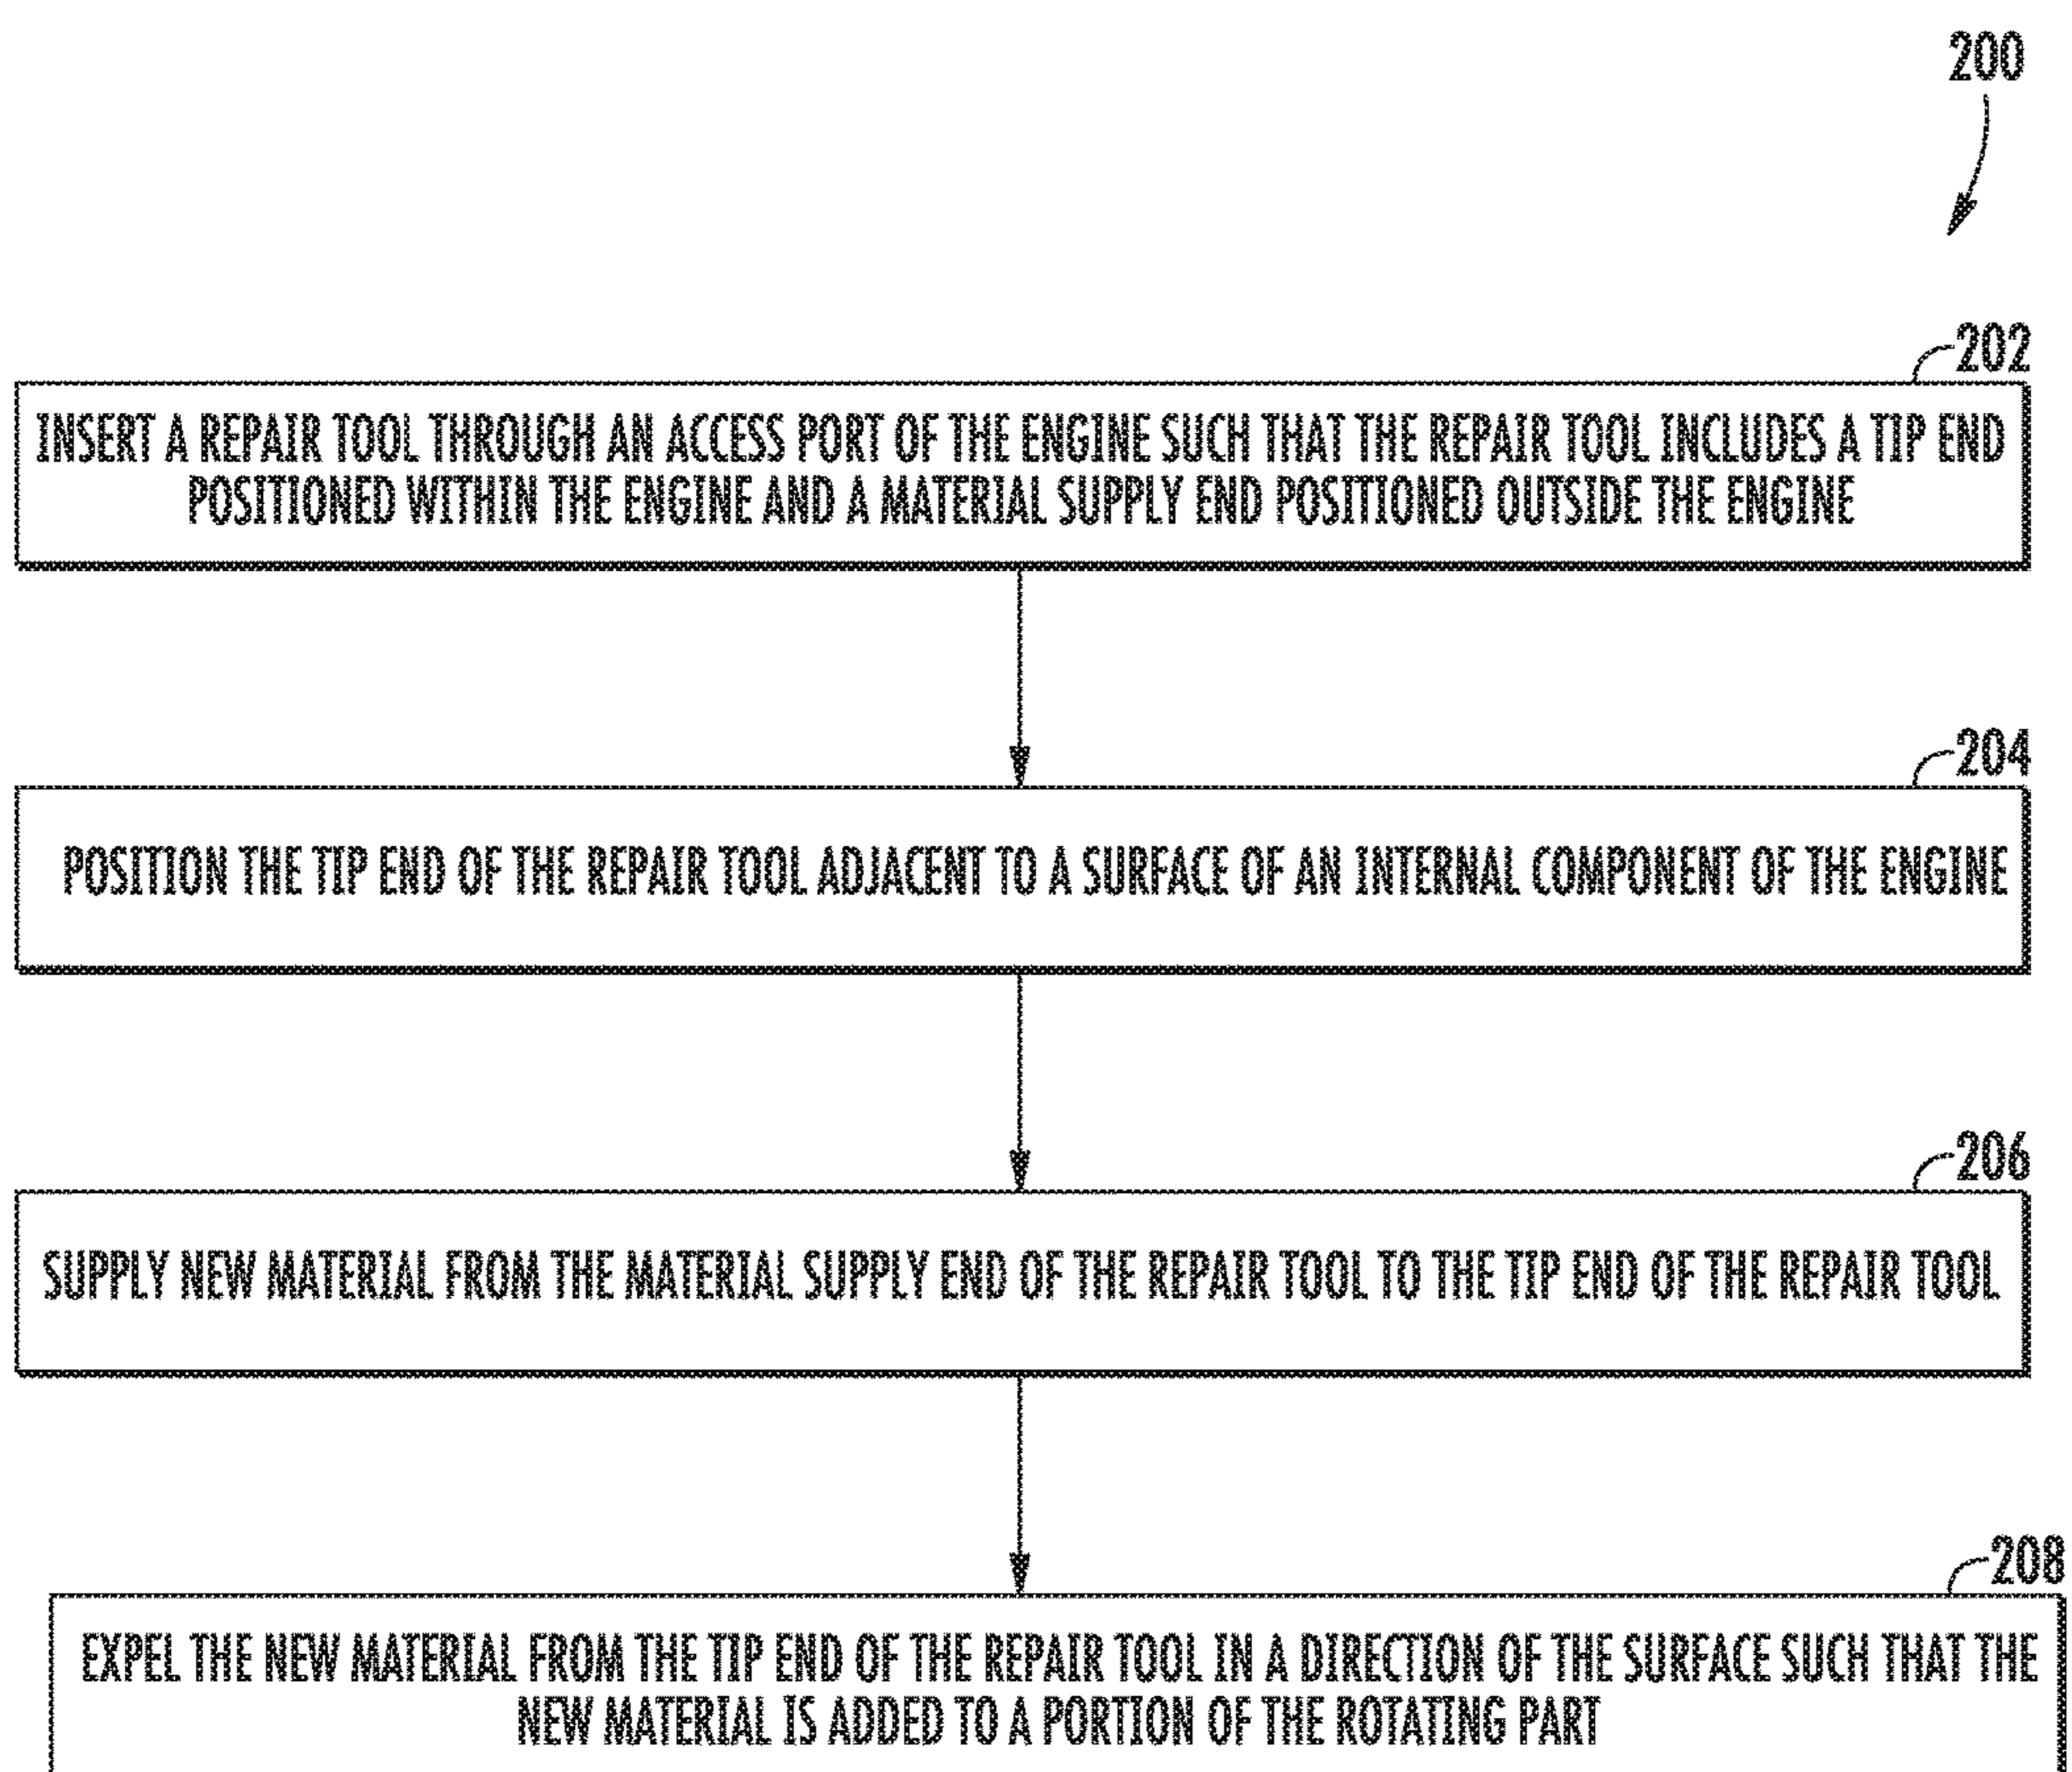 200
202
INSERT A REPAIR TOOL THROUGH AN ACCESS PORT OF THE ENGINE SUCH THAT THE REPAIR TOOL INCLUDES A TIP END
POSITIONED WITHIN THE ENGINE AND A MATERIAL SUPPLY END POSITIONED OUTSIDE THE ENGINE
204
POSITION THE TIP END OF THE REPAIR TOOL ADJACENT TO A SURFACE OF AN INTERNAL COMPONENT OF THE ENGINE
206
SUPPLY NEW MATERIAL FROM THE MATERIAL SUPPLY END OF THE REPAIR TOOL TO THE TIP END OF THE REPAIR TOOL
208
EXPEL THE NEW MATERIAL FROM THE TIP END OF THE REPAIR TOOL IN A DIRECTION OF THE SURFACE SUCH THAT THE
NEW MATERIAL IS ADDED TO A PORTION OF THE ROTATING PART